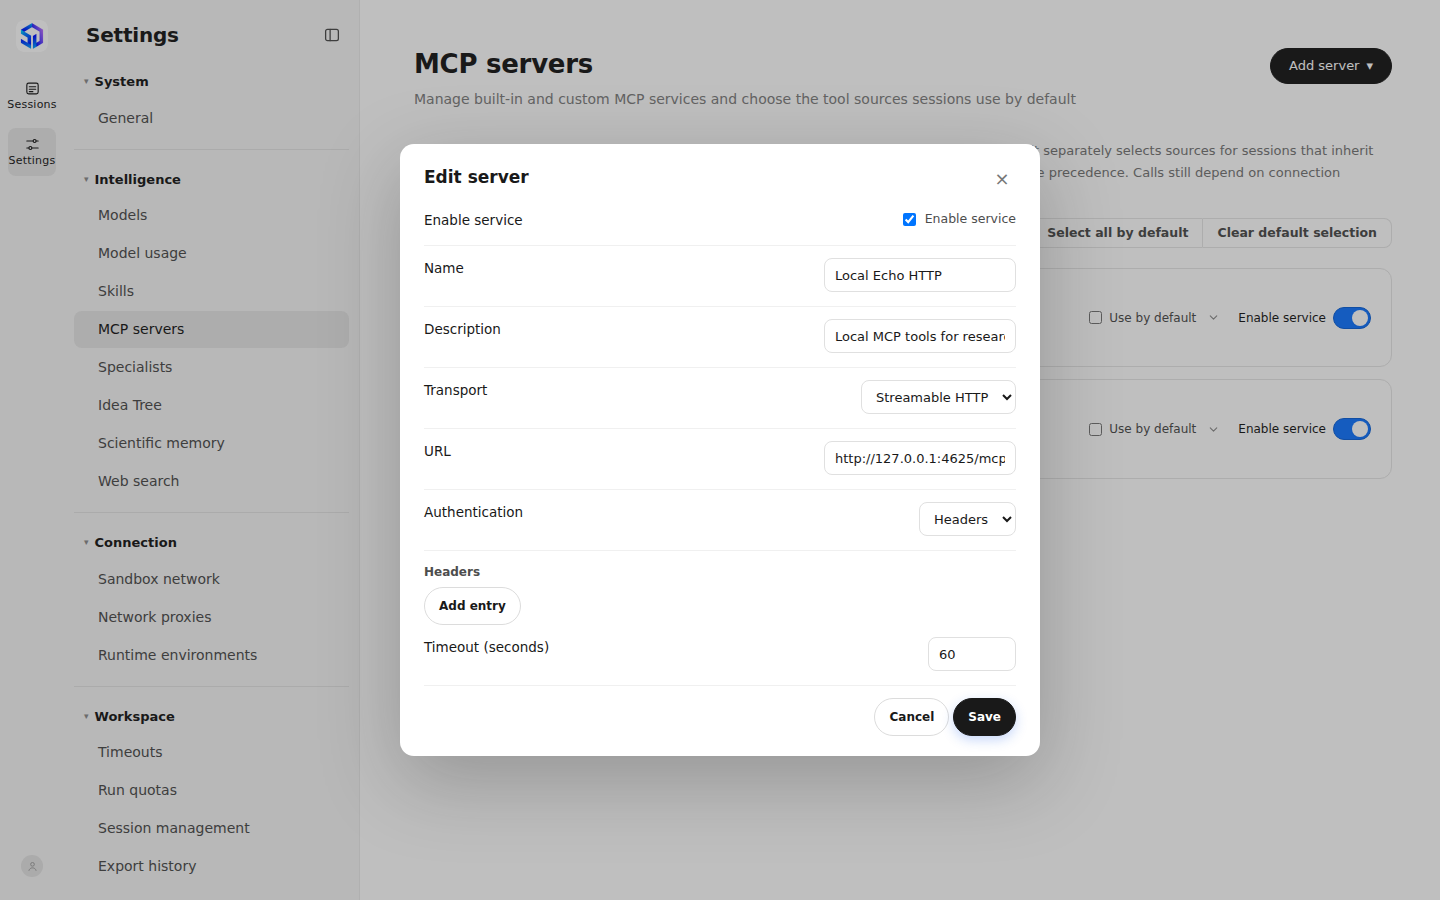 Settings
Sessions
Settings
System
General
Intelligence
Models
Model usage
Skills
MCP servers
Specialists
Idea Tree
Scientific memory
Web search
Connection
Sandbox network
Network proxies
Runtime environments
Workspace
Timeouts
Run quotas
Session management
Export history
MCP servers
Add server
Manage built-in and custom MCP services and choose the tool sources sessions use by default
separately selects sources for sessions that inherit
precedence. Calls still depend on connection
Select all by default
Clear default selection
Use by default
Enable service
Use by default
Enable service
Edit server
Enable service
Enable service
Name
Local Echo HTTP
Description
Local MCP tools for resear
Transport
Streamable HTTP
URL
http://127.0.0.1:4625/mcp
Authentication
Headers
Headers
Add entry
Timeout (seconds)
60
Cancel
Save